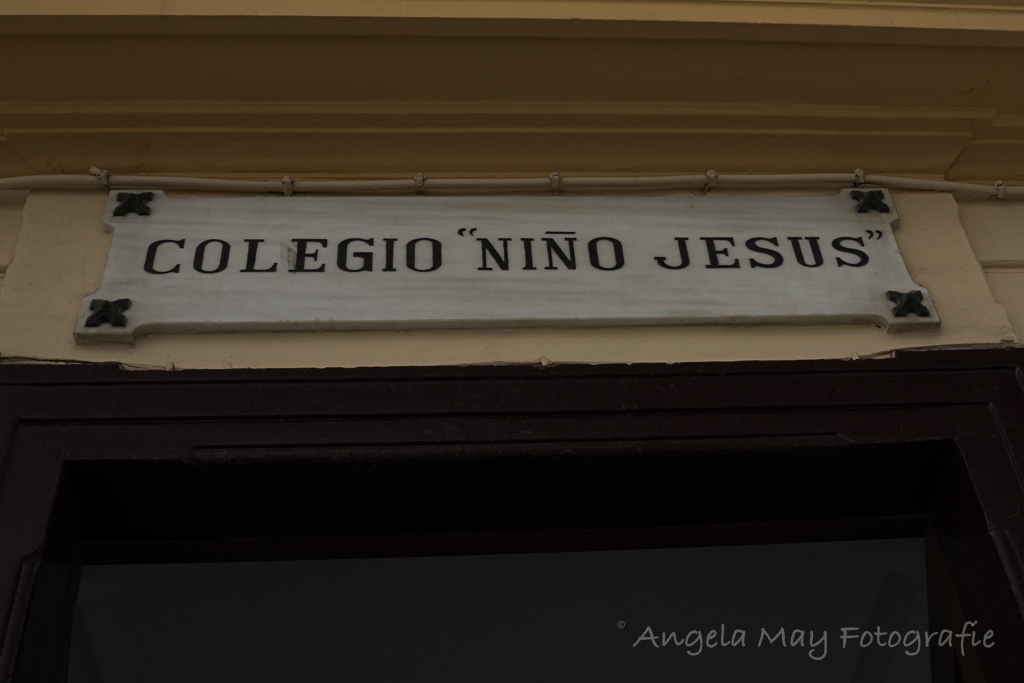 COLEGIO “NIÑO JESUS”
© Angela May Fotografie